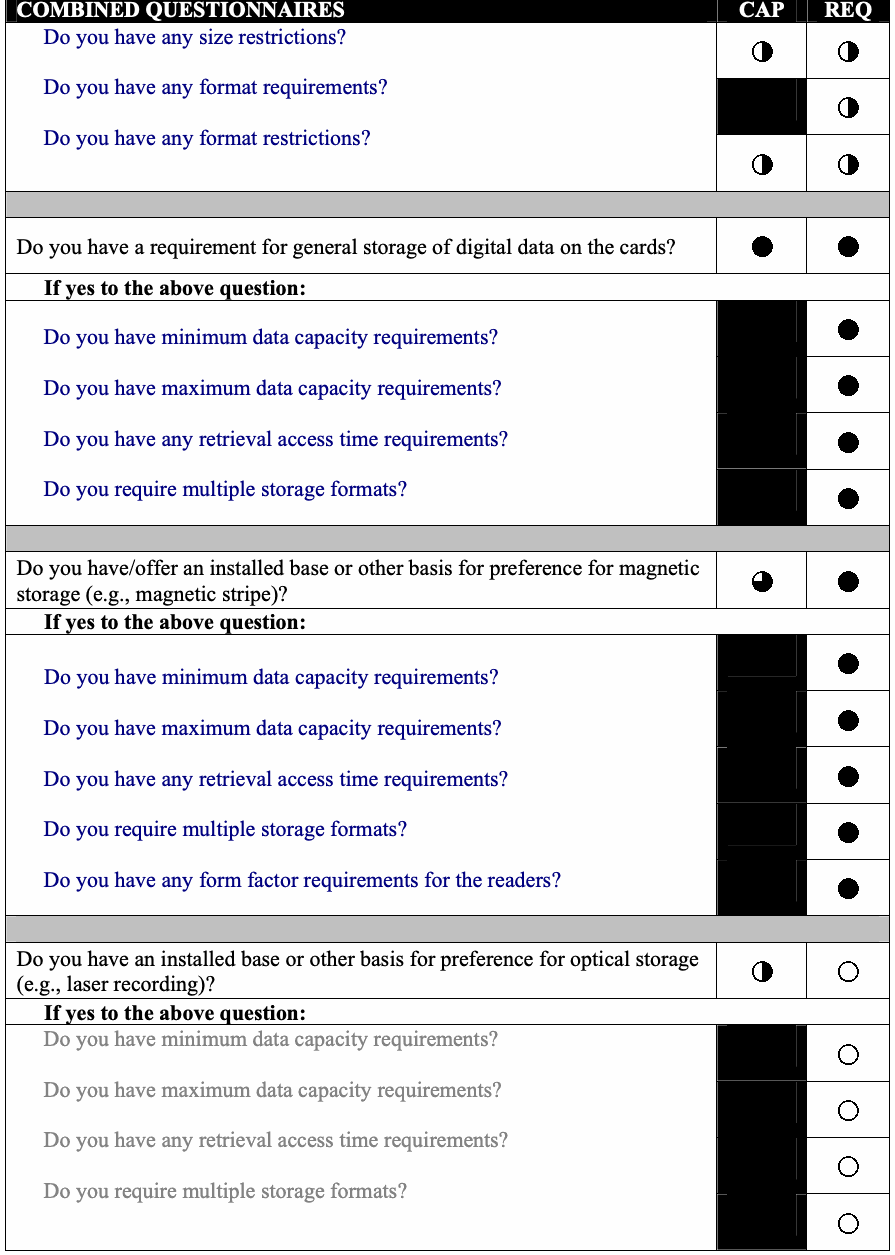 COMBINED QUESTIONNAIRES CAP REQ
Do you have any size restrictions?
Do you have any format requirements?
Do you have any format restrictions?
Do you have a requirement for general storage of digital data on the cards?
If yes to the above question:
Do you have minimum data capacity requirements?
Do you have maximum data capacity requirements?
Do you have any retrieval access time requirements?
Do you require multiple storage formats?
Do you have/offer an installed base or other basis for preference for magnetic
storage (e.g., magnetic stripe)?
If yes to the above question:
Do you have minimum data capacity requirements?
Do you have maximum data capacity requirements?
Do you have any retrieval access time requirements?
Do you require multiple storage formats?
Do you have any form factor requirements for the readers?
Do you have an installed base or other basis for preference for optical storage
(e.g., laser recording)?
If yes to the above question:
Do you have minimum data capacity requirements?
Do you have maximum data capacity requirements?
Do you have any retrieval access time requirements?
Do you require multiple storage formats?